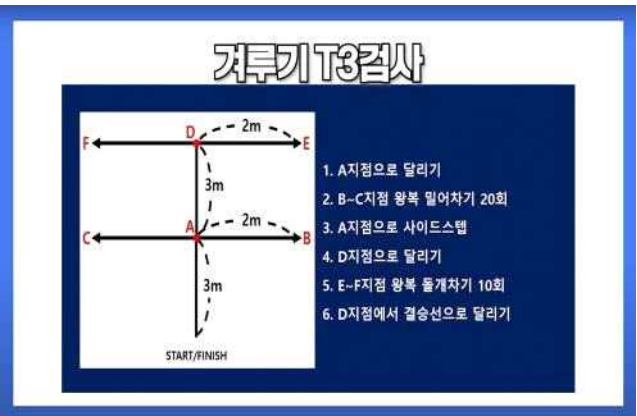 겨루기 T3검사
D
2m
F
E
3m
A
2m
C
B
3m
START/FINISH
1. A지점으로 달리기
2. B~C지점 왕복 밀어차기 20회
3. A지점으로 사이드스텝
4. D지점으로 달리기
5. E~F지점 왕복 돌개차기 10회
6. D지점에서 결승선으로 달리기